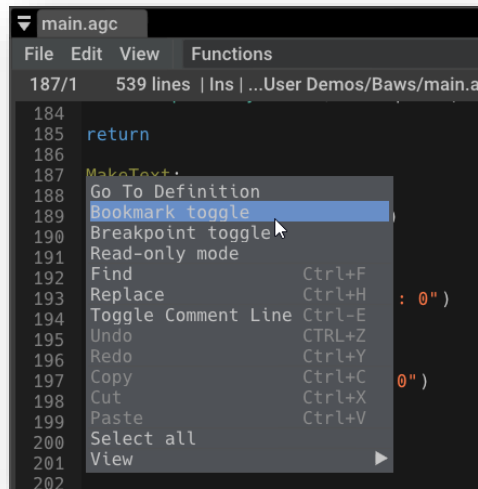 main.agc
File Edit View Functions
187/1 539 lines | Ins | ...User Demos/Baws/main.a
184
185 return
186
187 MakeText:
188 Go To Definition
189 Bookmark toggle )
190 Breakpoint toggle
191 Read-only mode
192 Find Ctrl+F
193 Replace Ctrl+H : 0")
194 Toggle Comment Line Ctrl-E
195 Undo CTRL+Z
196 Redo Ctrl+Y
197 Copy Ctrl+C 0")
198 Cut Ctrl+X
199 Paste Ctrl+V
200 Select all
201 View
202